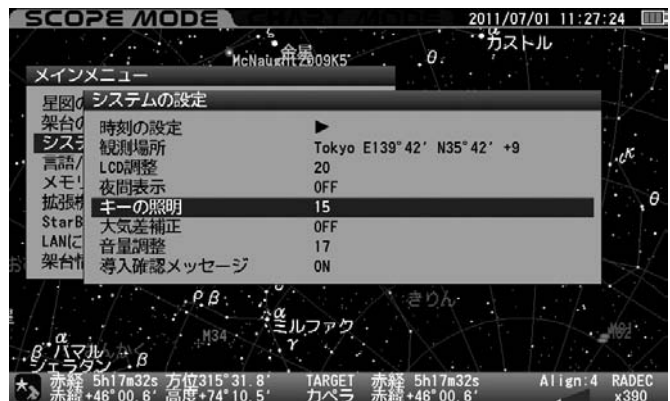 SCOPE MODE CHART MODE 2011/07/01 11:27:24
金星
McNaught2009K5
θ
カストル
メインメニュー
星図の
架台の
システ
言語/
メモリ
拡張機
StarB
LANに
架台情
システムの設定
時刻の設定 ▶
観測場所 Tokyo E139°42′ N35°42′ +9
LCD調整 20
夜間表示 OFF
キーの照明 15
大気差補正 OFF
音量調整 17
導入確認メッセージ ON
θ
ρ β
きりん
α
ミルファク
γ
M34
α
β ハマル
シェラタン β
赤経 5h17m32s 方位315°31.8′ TARGET 赤経 5h17m32s Align:4 RADEC
赤緯+46°00.6′ 高度+74°10.5′ カペラ 赤緯+46°00.6′ x390